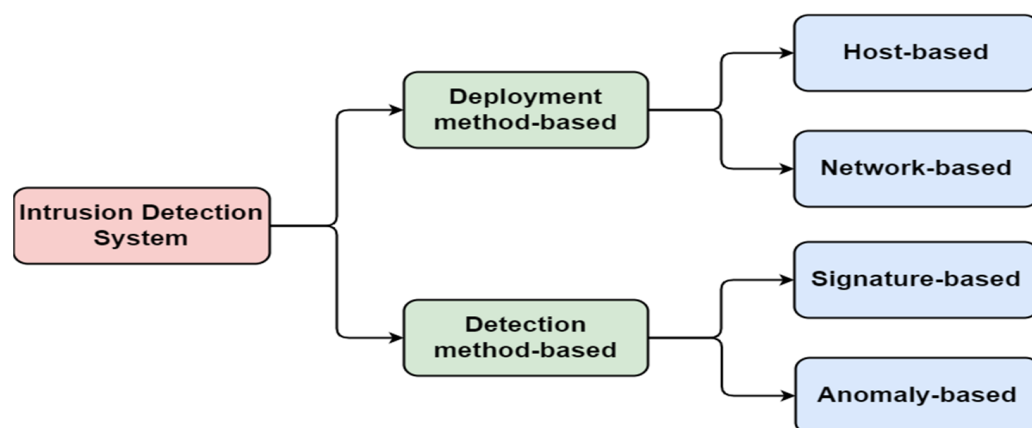 Host-based
Deployment
method-based
Network-based
Intrusion Detection
System
Signature-based
Detection
method-based
Anomaly-based